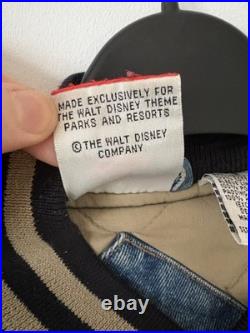 MADE EXCLUSIVELY FOR
THE WALT DISNEY THEME
PARKS AND RESORTS
© THE WALT DISNEY
COMPANY